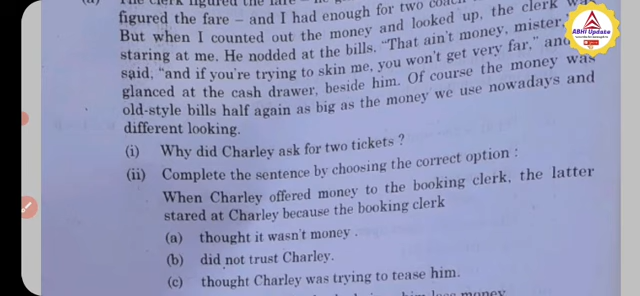 The clerk figured the fare
figured the fare – and I had enough for two coach
But when I counted out the money and looked up, the clerk was
staring at me. He nodded at the bills. "That ain't money, mister,"
said, "and if you're trying to skin me, you won't get very far," and
glanced at the cash drawer, beside him. Of course the money was
old-style bills half again as big as the money we use nowadays and
different looking.
(i) Why did Charley ask for two tickets ?
(ii) Complete the sentence by choosing the correct option :
When Charley offered money to the booking clerk, the latter
stared at Charley because the booking clerk
(a) thought it wasn't money .
(b) did not trust Charley.
(c) thought Charley was trying to tease him.
less money
ABHI Update